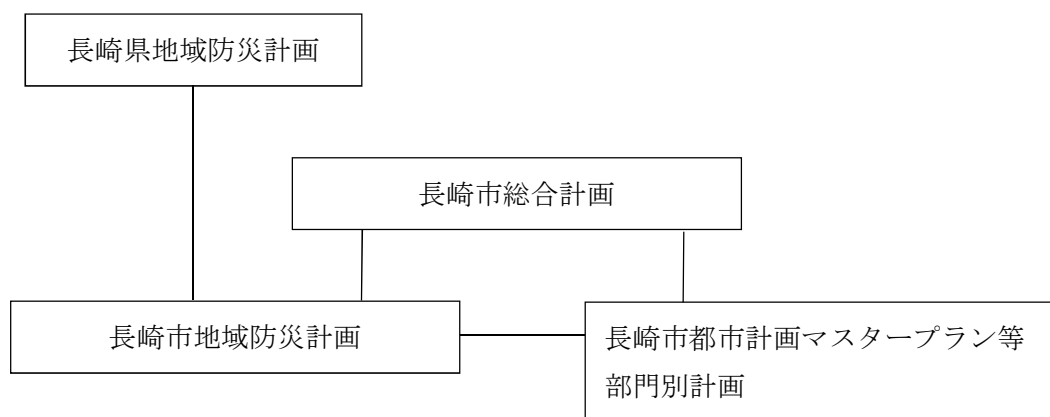 長崎県地域防災計画
長崎市総合計画
長崎市地域防災計画
長崎市都市計画マスタープラン等
部門別計画